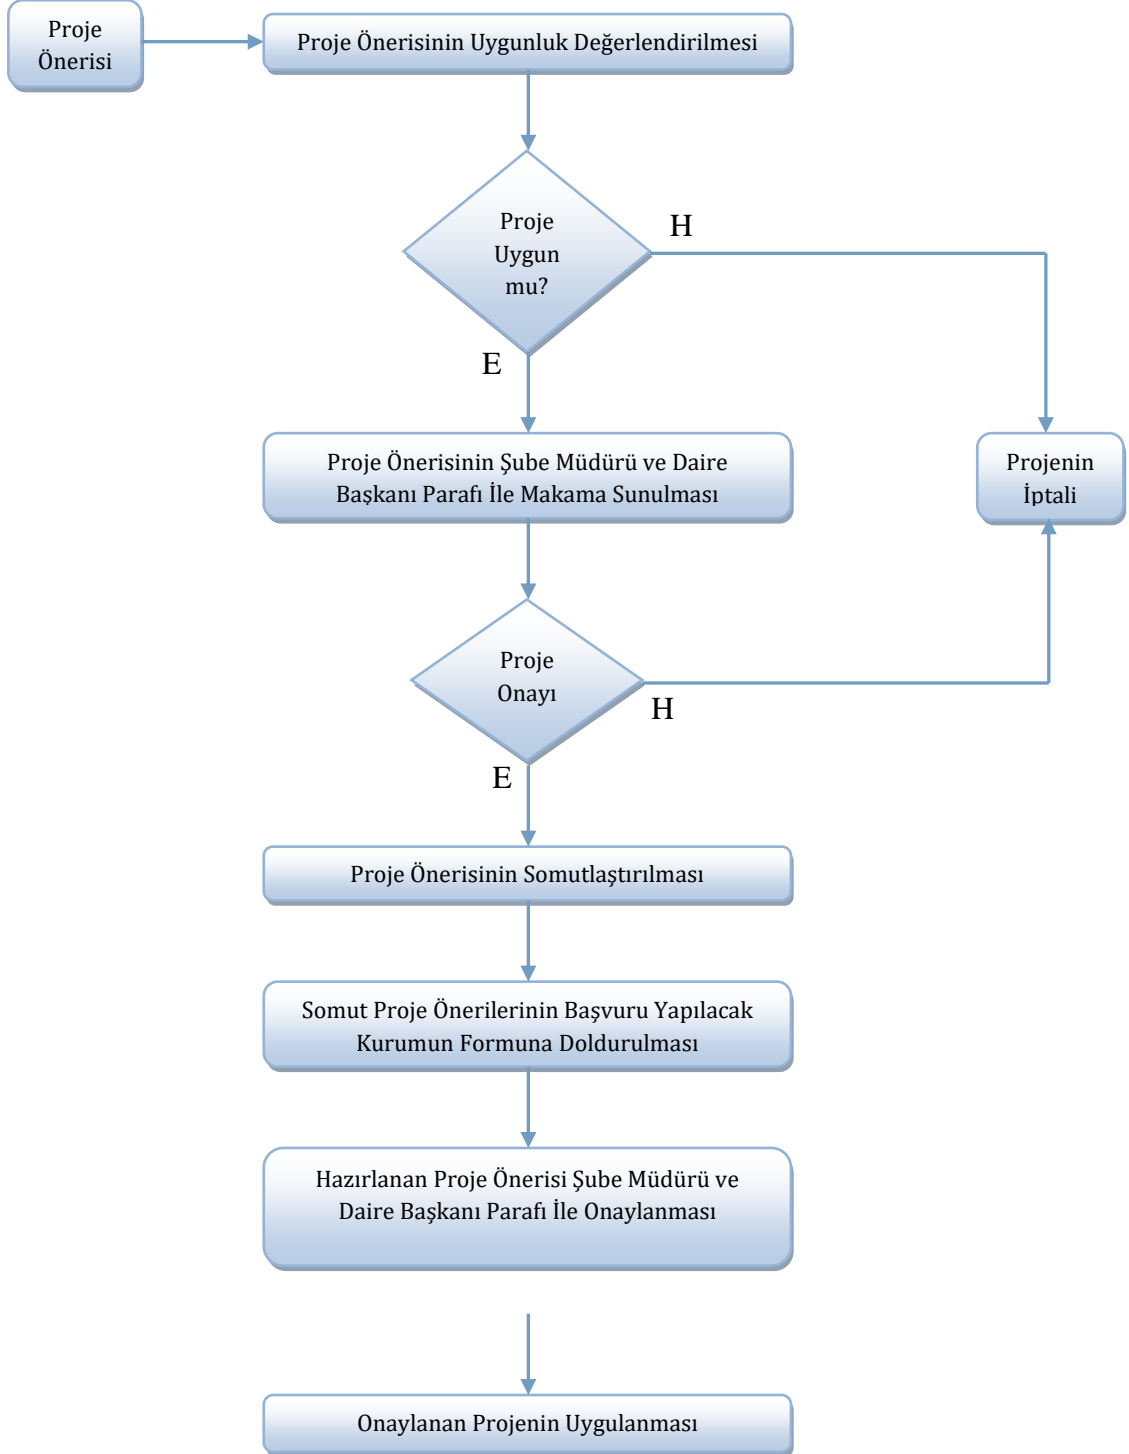 Proje
Önerisi
Proje Önerisinin Uygunluk Değerlendirilmesi
Proje
Uygun
mu?
H
E
Proje Önerisinin Şube Müdürü ve Daire
Başkanı Parafı İle Makama Sunulması
Projenin
İptali
Proje
Onayı
H
E
Proje Önerisinin Somutlaştırılması
Somut Proje Önerilerinin Başvuru Yapılacak
Kurumun Formuna Doldurulması
Hazırlanan Proje Önerisi Şube Müdürü ve
Daire Başkanı Parafı İle Onaylanması
Onaylanan Projenin Uygulanması